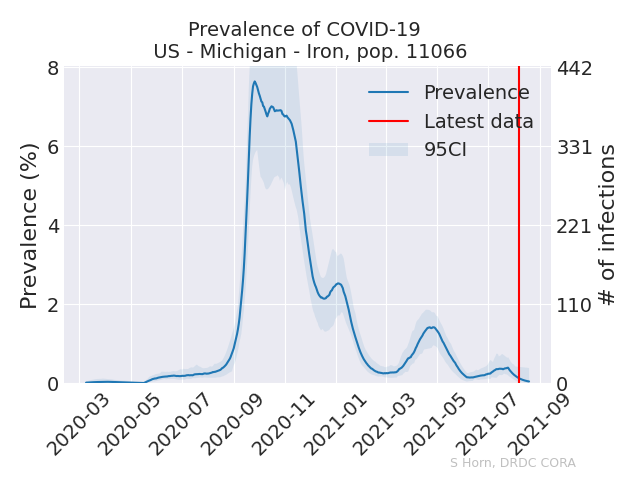 Prevalence of COVID-19
US - Michigan - Iron, pop. 11066
Prevalence (%)
8
6
4
2
0
442
331
221
110
0
# of infections
Prevalence
Latest data
95CI
2020-03
2020-05
2020-07
2020-09
2020-11
2021-01
2021-03
2021-05
2021-07
2021-09
S Horn, DRDC CORA